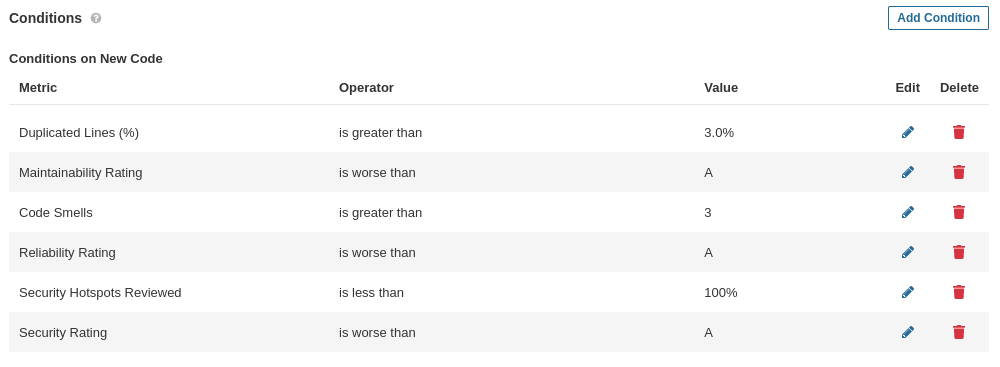 Conditions ?
Add Condition
Conditions on New Code
Metric Operator Value Edit Delete
Duplicated Lines (%) is greater than 3.0%
Maintainability Rating is worse than A
Code Smells is greater than 3
Reliability Rating is worse than A
Security Hotspots Reviewed is less than 100%
Security Rating is worse than A